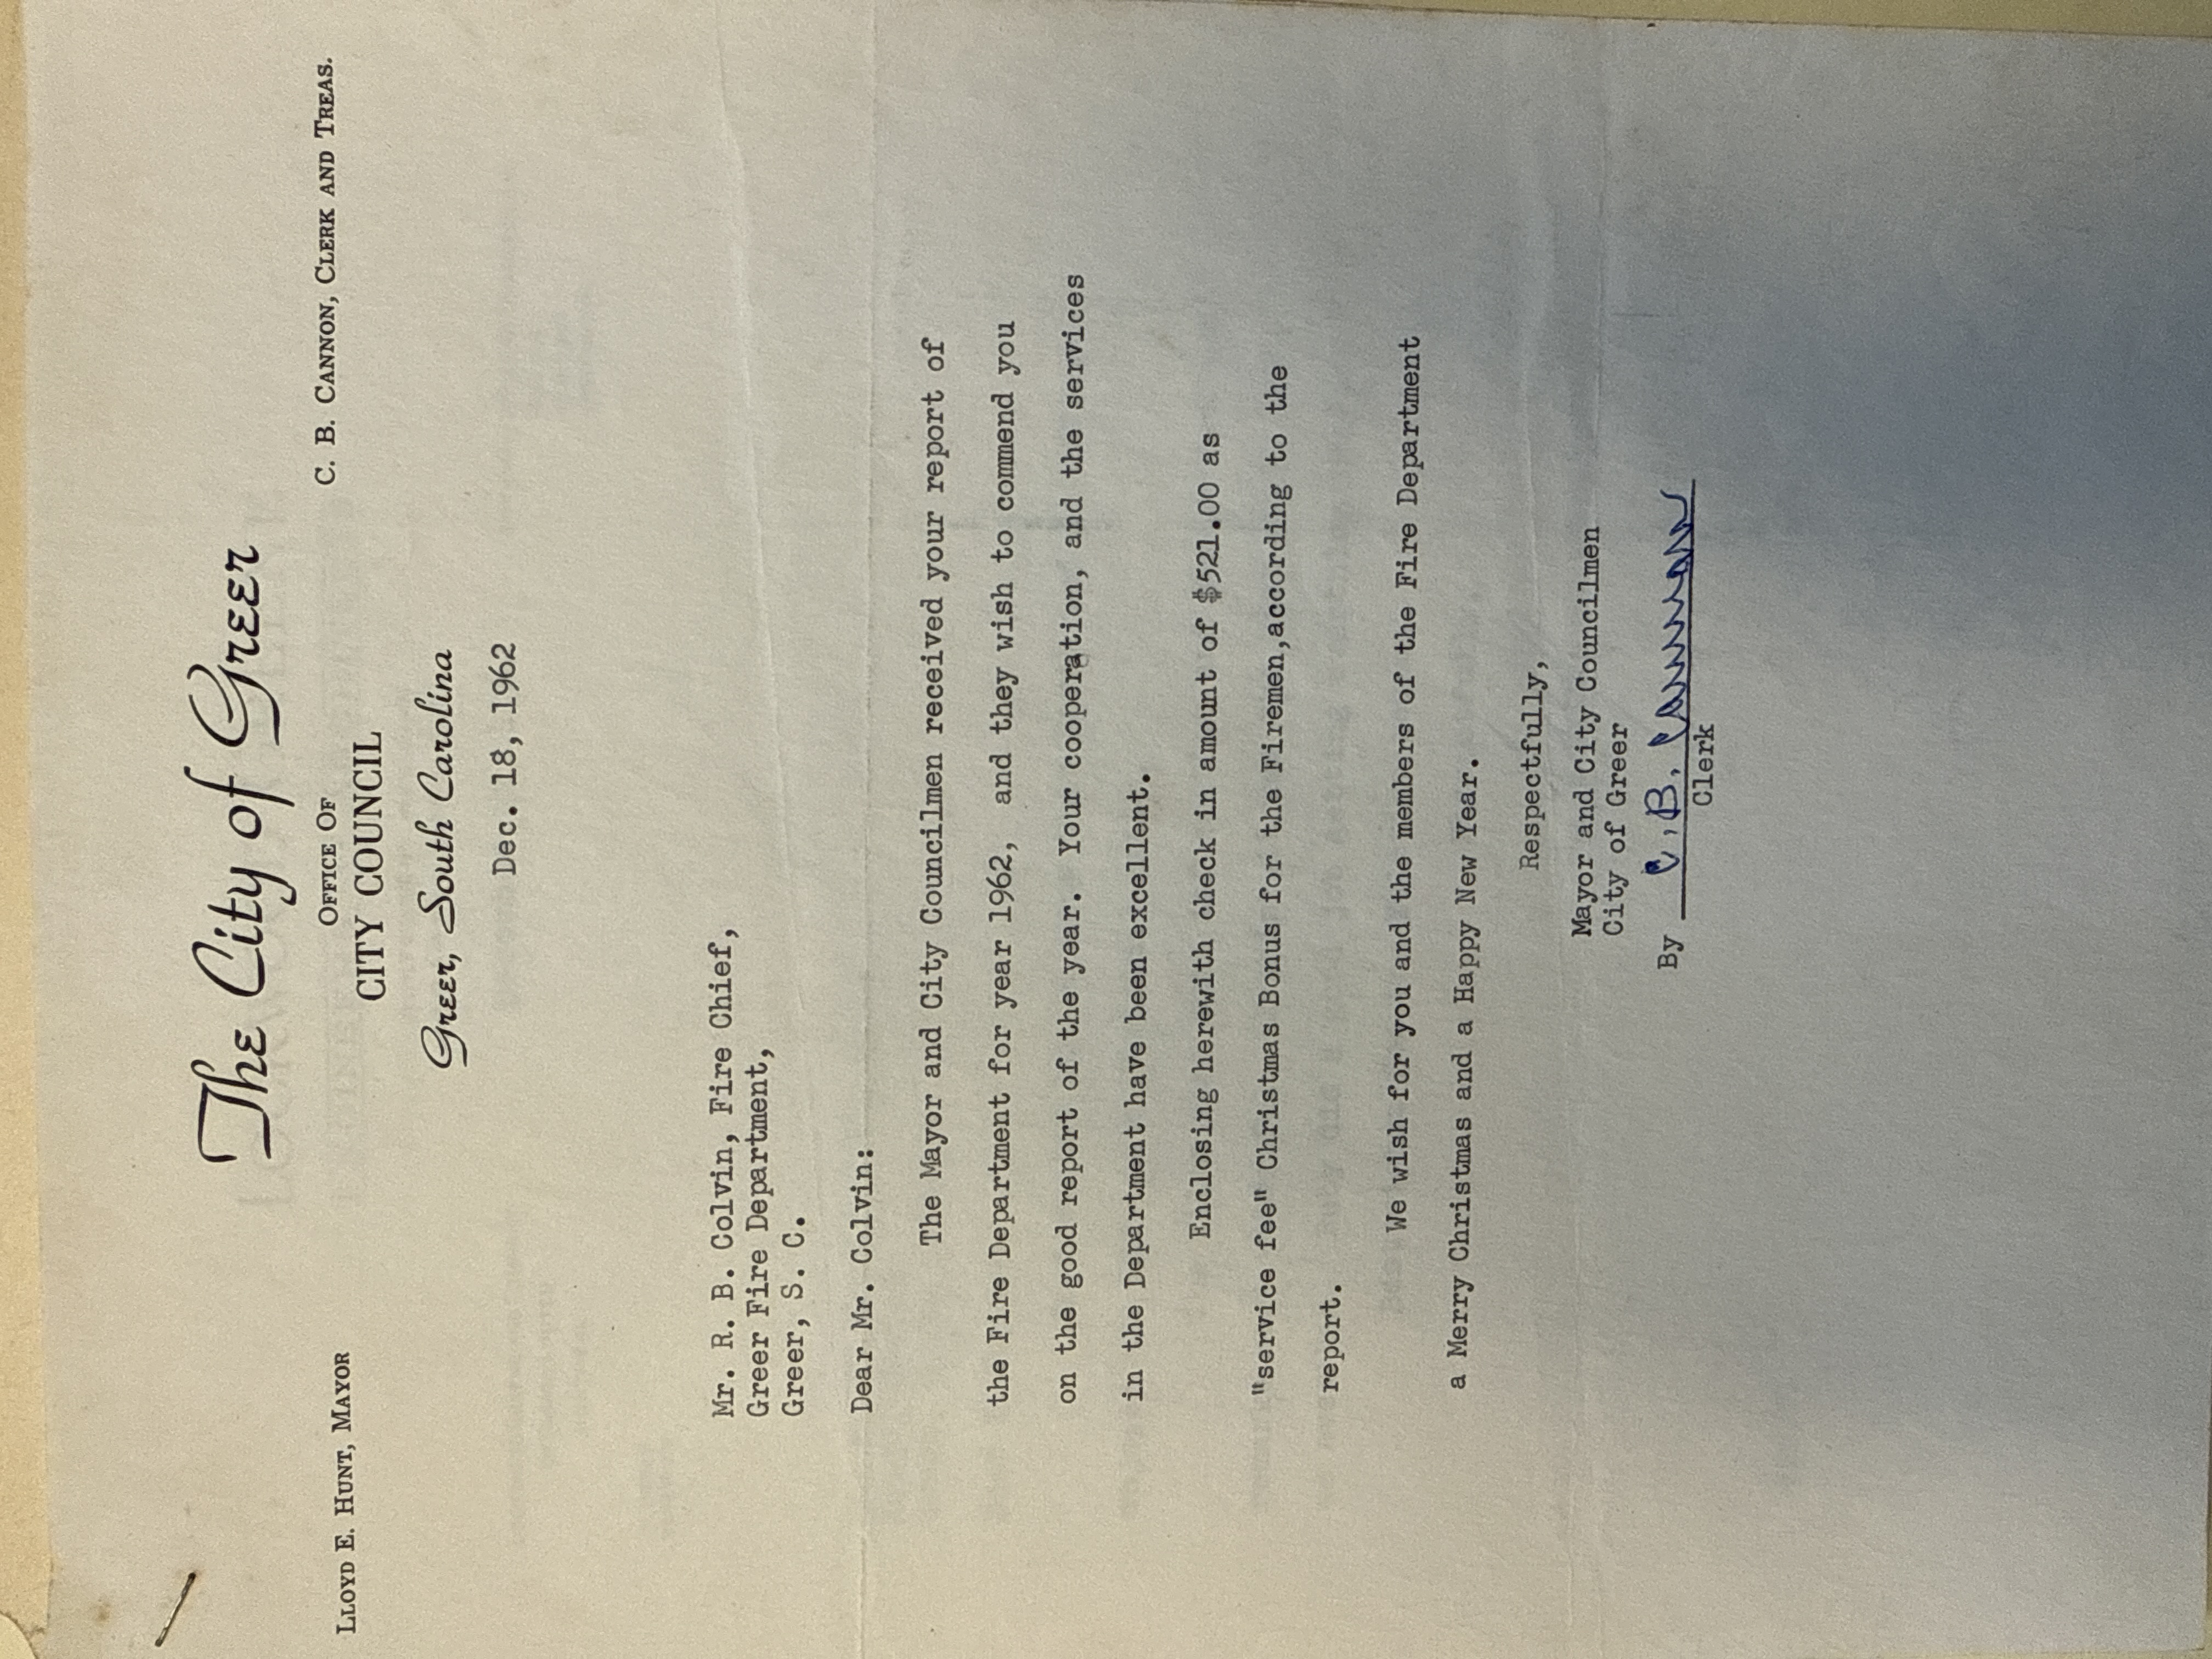 The City of Greer
OFFICE OF
LLOYD E. HUNT, MAYOR
C. B. CANNON, CLERK AND TREAS.
CITY COUNCIL
Greer, South Carolina
Dec. 18, 1962
Mr. R. B. Colvin, Fire Chief,
Greer Fire Department,
Greer, S. C.
Dear Mr. Colvin:
The Mayor and City Councilmen received your report of
the Fire Department for year 1962, and they wish to commend you
on the good report of the year. Your cooperation, and the services
in the Department have been excellent.
Enclosing herewith check in amount of $521.00 as
"service fee" Christmas Bonus for the Firemen,according to the
report.
We wish for you and the members of the Fire Department
a Merry Christmas and a Happy New Year.
Respectfully,
Mayor and City Councilmen
City of Greer
By C. B. Cannon
Clerk